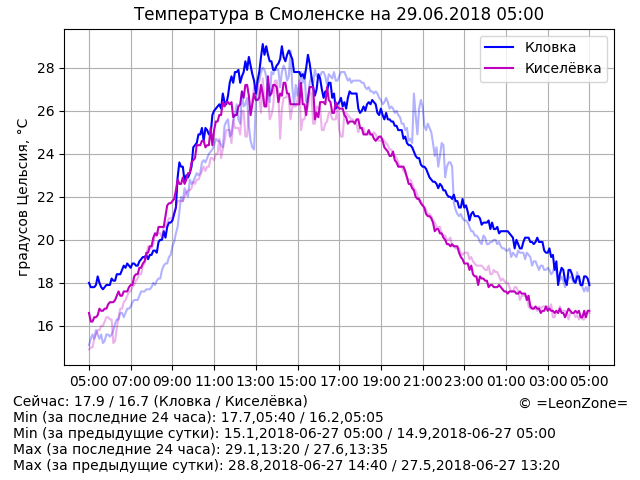 Температура в Смоленске на 29.06.2018 05:00
Кловка
Киселёвка
градусов Цельсия, °C
28
26
24
22
20
18
16
05:00 07:00 09:00 11:00 13:00 15:00 17:00 19:00 21:00 23:00 01:00 03:00 05:00
Сейчас: 17.9 / 16.7 (Кловка / Киселёвка)
© =LeonZone=
Min (за последние 24 часа): 17.7,05:40 / 16.2,05:05
Min (за предыдущие сутки): 15.1,2018-06-27 05:00 / 14.9,2018-06-27 05:00
Max (за последние 24 часа): 29.1,13:20 / 27.6,13:35
Max (за предыдущие сутки): 28.8,2018-06-27 14:40 / 27.5,2018-06-27 13:20